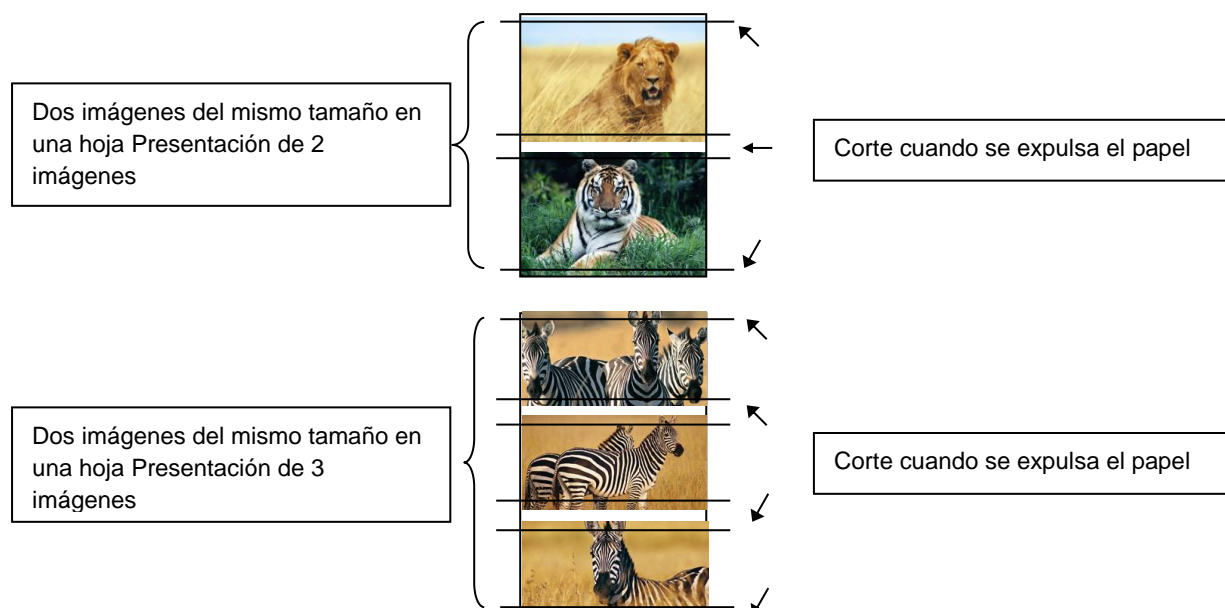 Dos imágenes del mismo tamaño en
una hoja Presentación de 2
imágenes
Corte cuando se expulsa el papel
Dos imágenes del mismo tamaño en
una hoja Presentación de 3
imágenes
Corte cuando se expulsa el papel